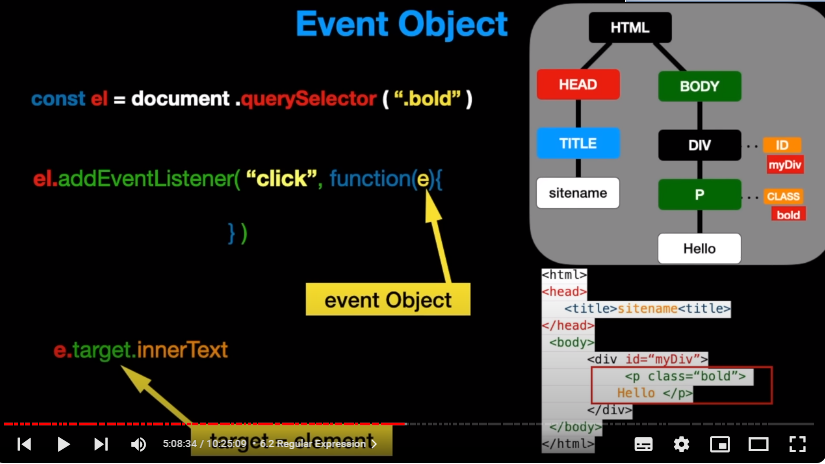 Event Object
const el = document .querySelector ( “.bold” )
el.addEventListener( “click”, function(e){
} )
event Object
e.target.innerText
target = element
HTML
HEAD
BODY
TITLE
DIV
ID
myDiv
sitename
P
CLASS
bold
Hello
<html>
<head>
<title>sitename<title>
</head>
<body>
<div id=“myDiv”>
<p class=“bold”>
Hello </p>
</div>
</body>
</html>
5:08:34 / 10:25:09 • 6.2 Regular Expression >